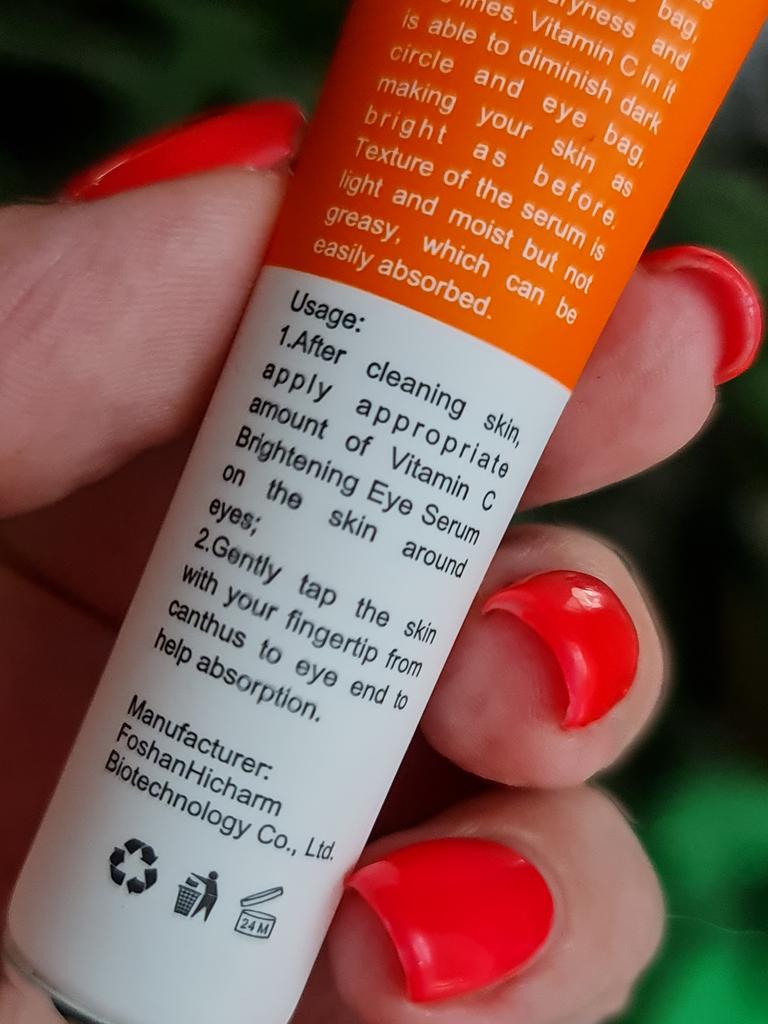 bag,
lines. Vitamin C in it
is able to diminish dark
circle and eye bag,
making your skin as
bright as before.
Texture of the serum is
light and moist but not
greasy, which can be
easily absorbed.
Usage:
1.After cleaning skin,
apply appropriate
amount of Vitamin C
Brightening Eye Serum
on the skin around
eyes;
2.Gently tap the skin
with your fingertip from
canthus to eye end to
help absorption.
Manufacturer:
FoshanHicharm
Biotechnology Co., Ltd.
24 M